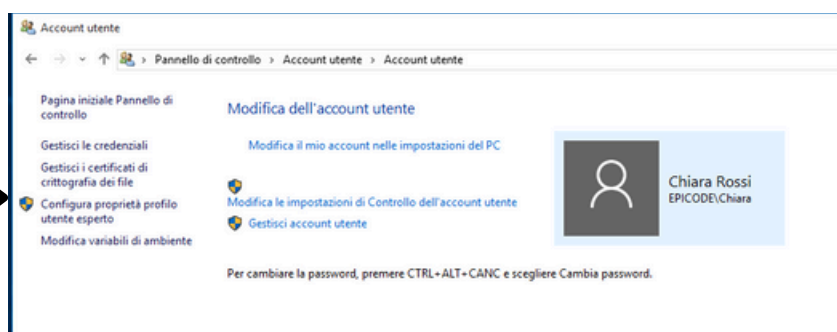 Account utente
Pannello di controllo > Account utente > Account utente
Pagina iniziale Pannello di
controllo
Gestisci le credenziali
Gestisci i certificati di
crittografia dei file
Configura proprietà profilo
utente esperto
Modifica variabili di ambiente
Modifica dell'account utente
Modifica il mio account nelle impostazioni del PC
Modifica le impostazioni di Controllo dell'account utente
Gestisci account utente
Chiara Rossi
EPICODE\Chiara
Per cambiare la password, premere CTRL+ALT+CANC e scegliere Cambia password.